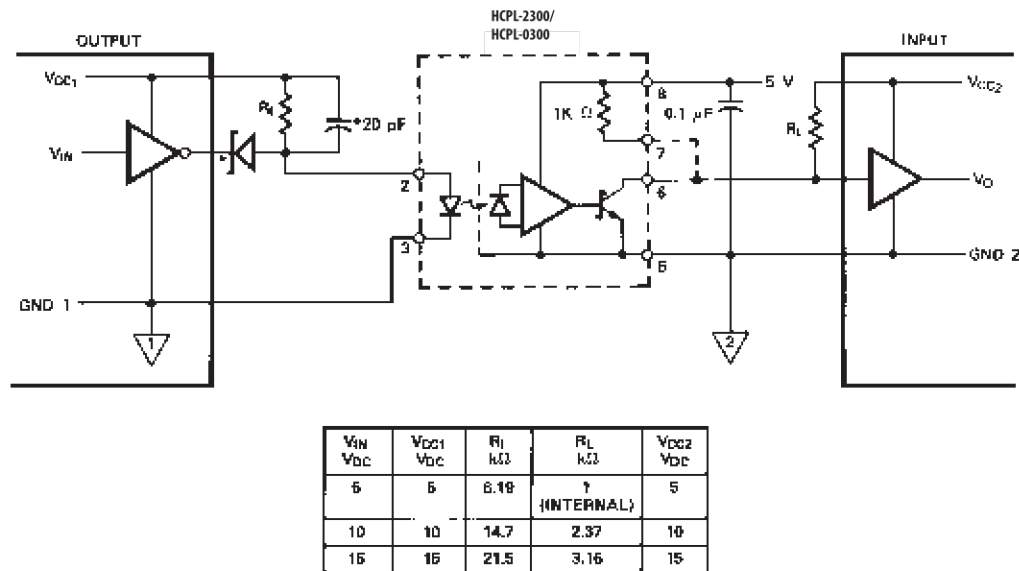 HCPL-2300/
HCPL-0300
OUTPUT
INPUT
VCC1
R1
*20 pF
VIN
GND 1
1
2
3
8
1K Ω
7
6
5
5 V
0.1 μF
2
RL
VCC2
VO
GND 2
VIN VDC VCC1 VDC R1 kΩ RL kΩ VCC2 VDC
5 5 6.19 1 (INTERNAL) 5
10 10 14.7 2.37 10
15 15 21.5 3.16 15